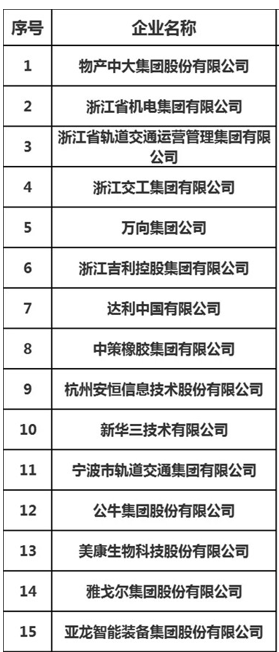 序号 企业名称
1 物产中大集团股份有限公司
2 浙江省机电集团有限公司
3 浙江省轨道交通运营管理集团有限
公司
4 浙江交工集团有限公司
5 万向集团公司
6 浙江吉利控股集团有限公司
7 达利中国有限公司
8 中策橡胶集团有限公司
9 杭州安恒信息技术股份有限公司
10 新华三技术有限公司
11 宁波市轨道交通集团有限公司
12 公牛集团股份有限公司
13 美康生物科技股份有限公司
14 雅戈尔集团股份有限公司
15 亚龙智能装备集团股份有限公司